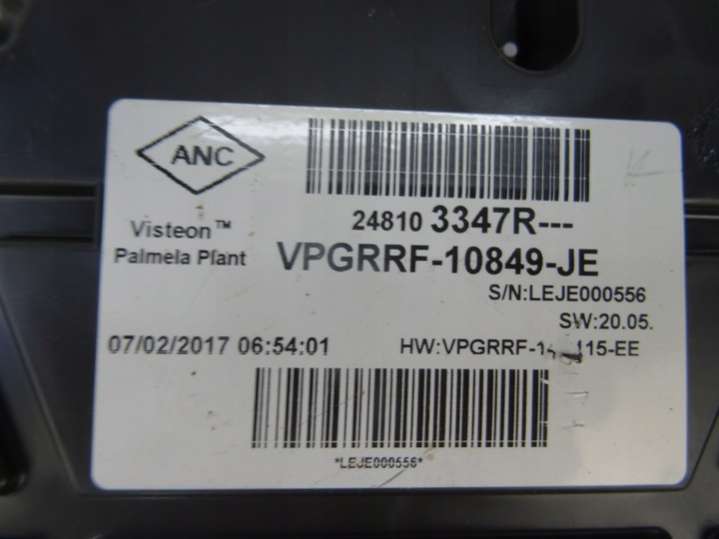 ANC
24810 3347R---
Visteon™
Palmela Plant
VPGRRF-10849-JE
S/N:LEJE000556
SW:20.05.
07/02/2017 06:54:01
*LEJE000556*